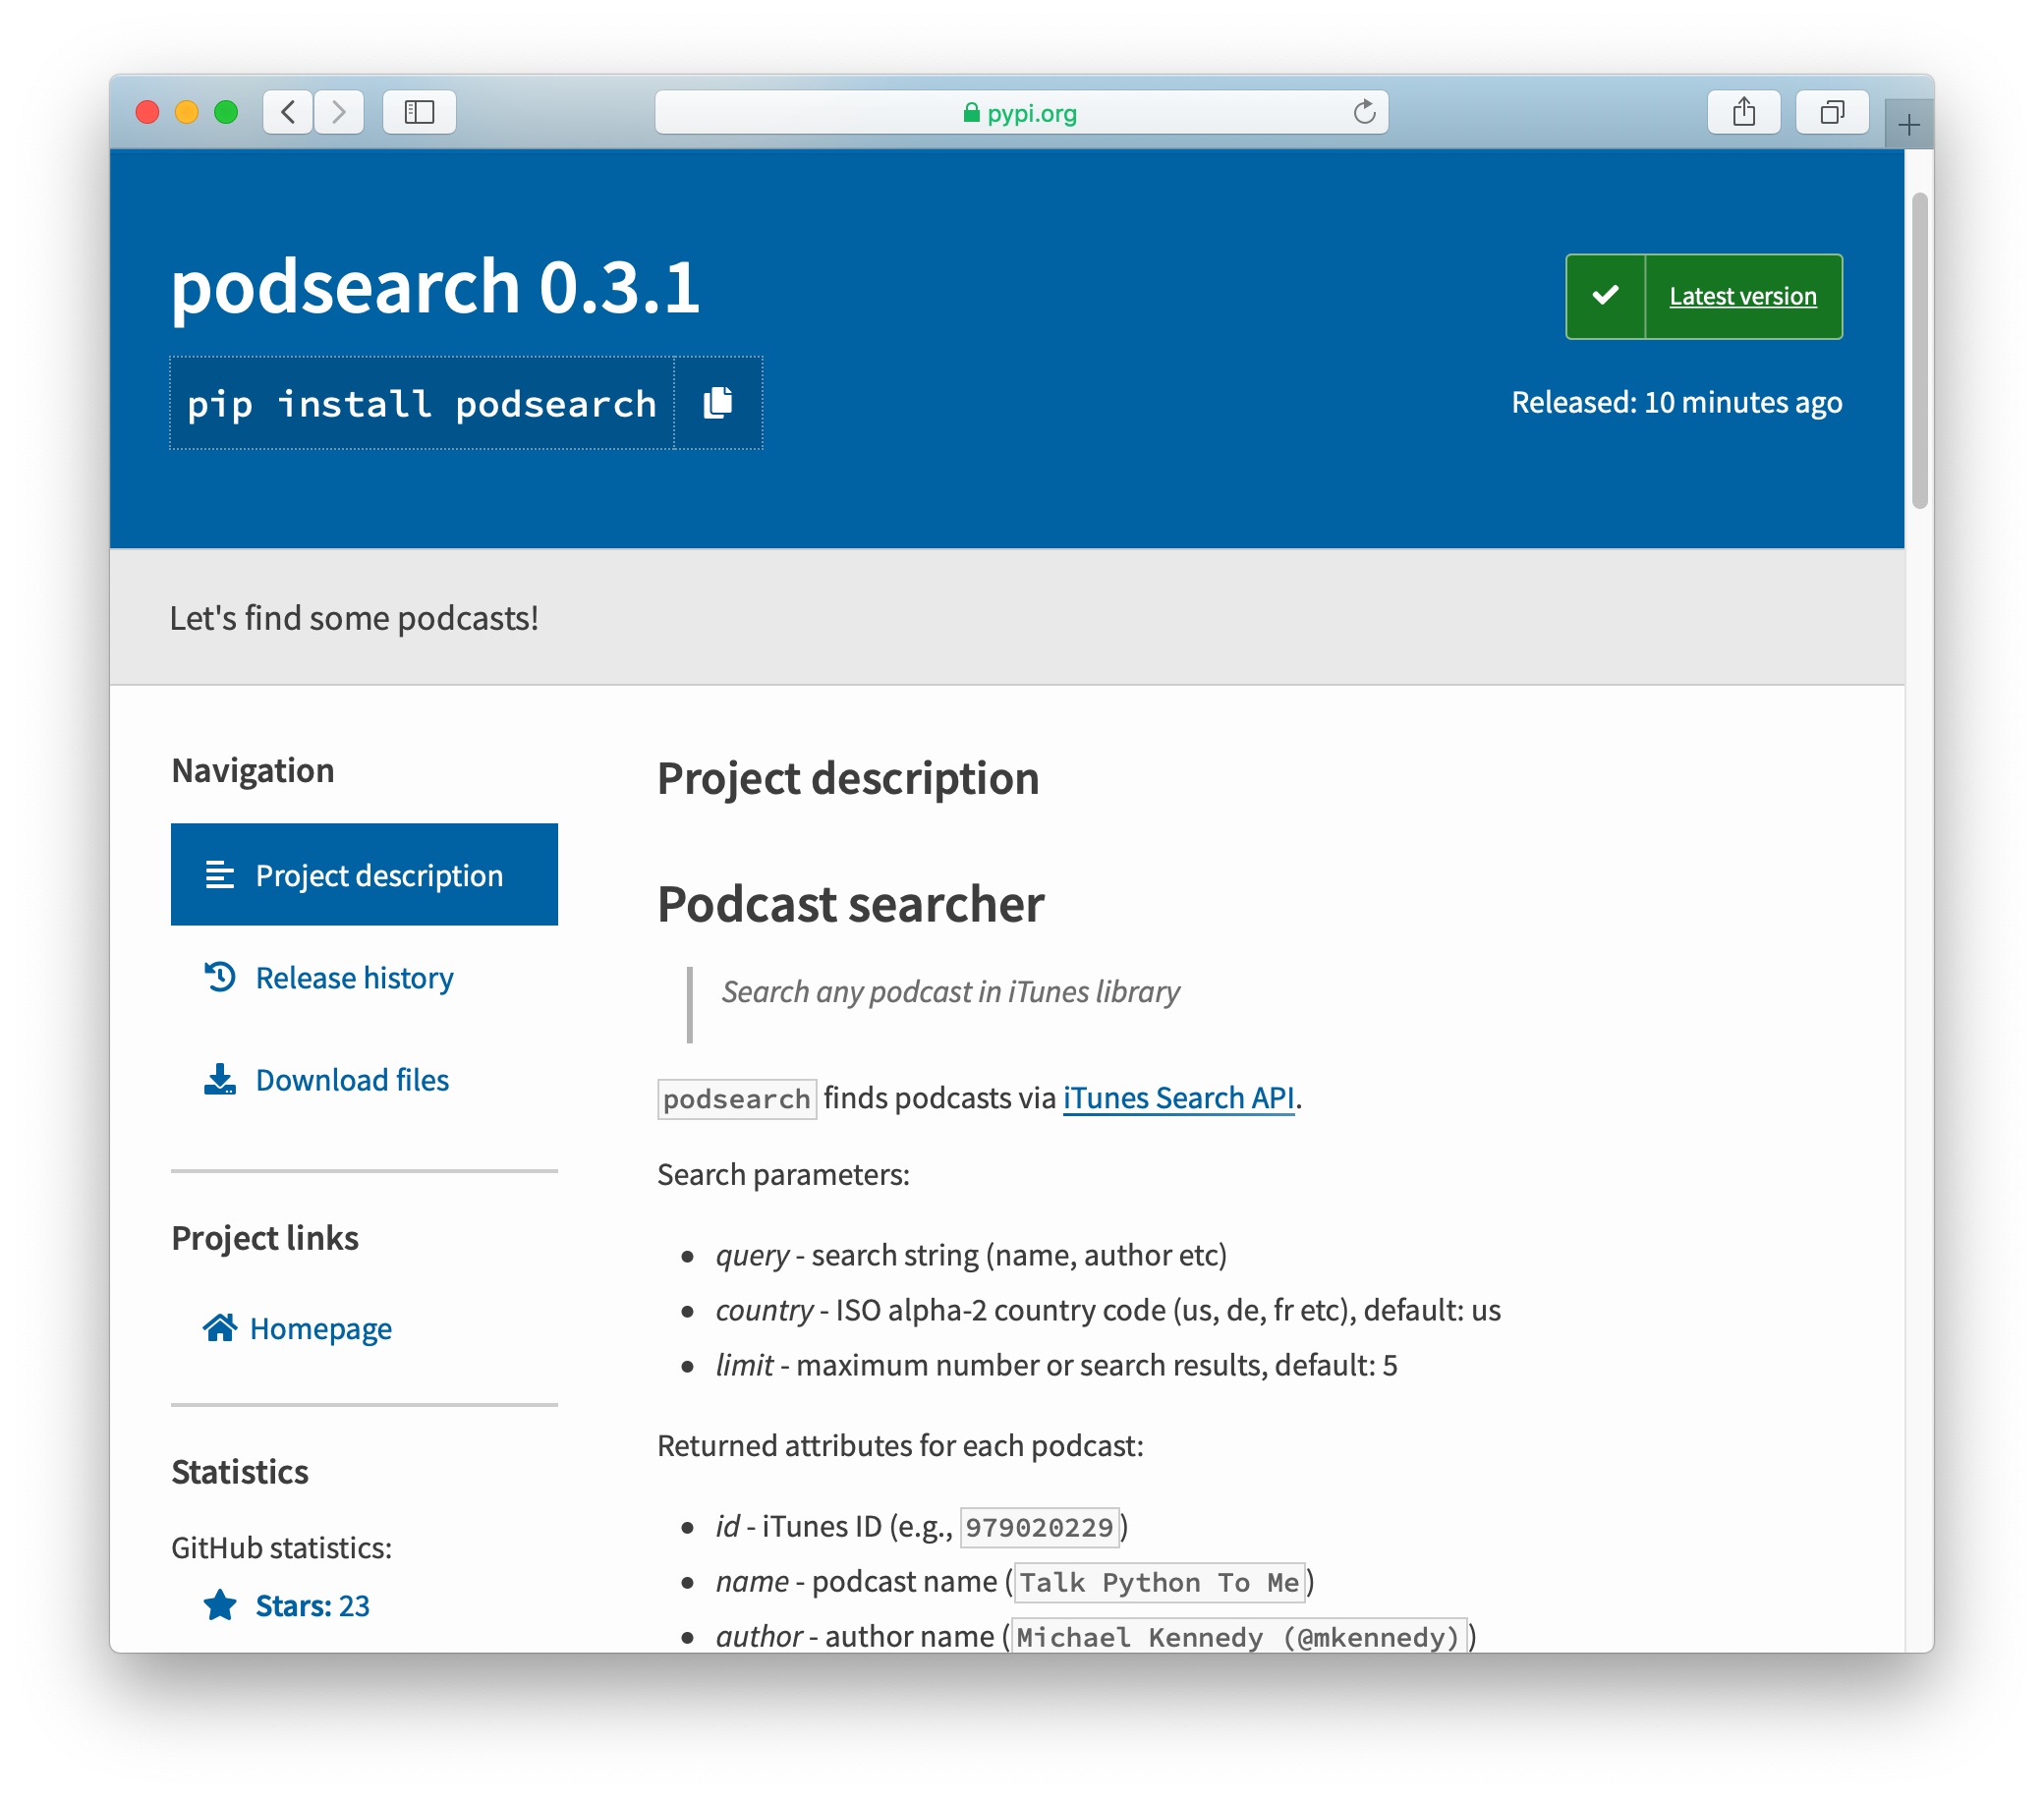 pypi.org
podsearch 0.3.1
Latest version
pip install podsearch
Released: 10 minutes ago
Let's find some podcasts!
Navigation
Project description
Release history
Download files
Project links
Homepage
Statistics
GitHub statistics:
Stars: 23
Project description
Podcast searcher
Search any podcast in iTunes library
podsearch finds podcasts via iTunes Search API.
Search parameters:
query - search string (name, author etc)
country - ISO alpha-2 country code (us, de, fr etc), default: us
limit - maximum number or search results, default: 5
Returned attributes for each podcast:
id - iTunes ID (e.g., 979020229)
name - podcast name (Talk Python To Me)
author - author name (Michael Kennedy (@mkennedy))